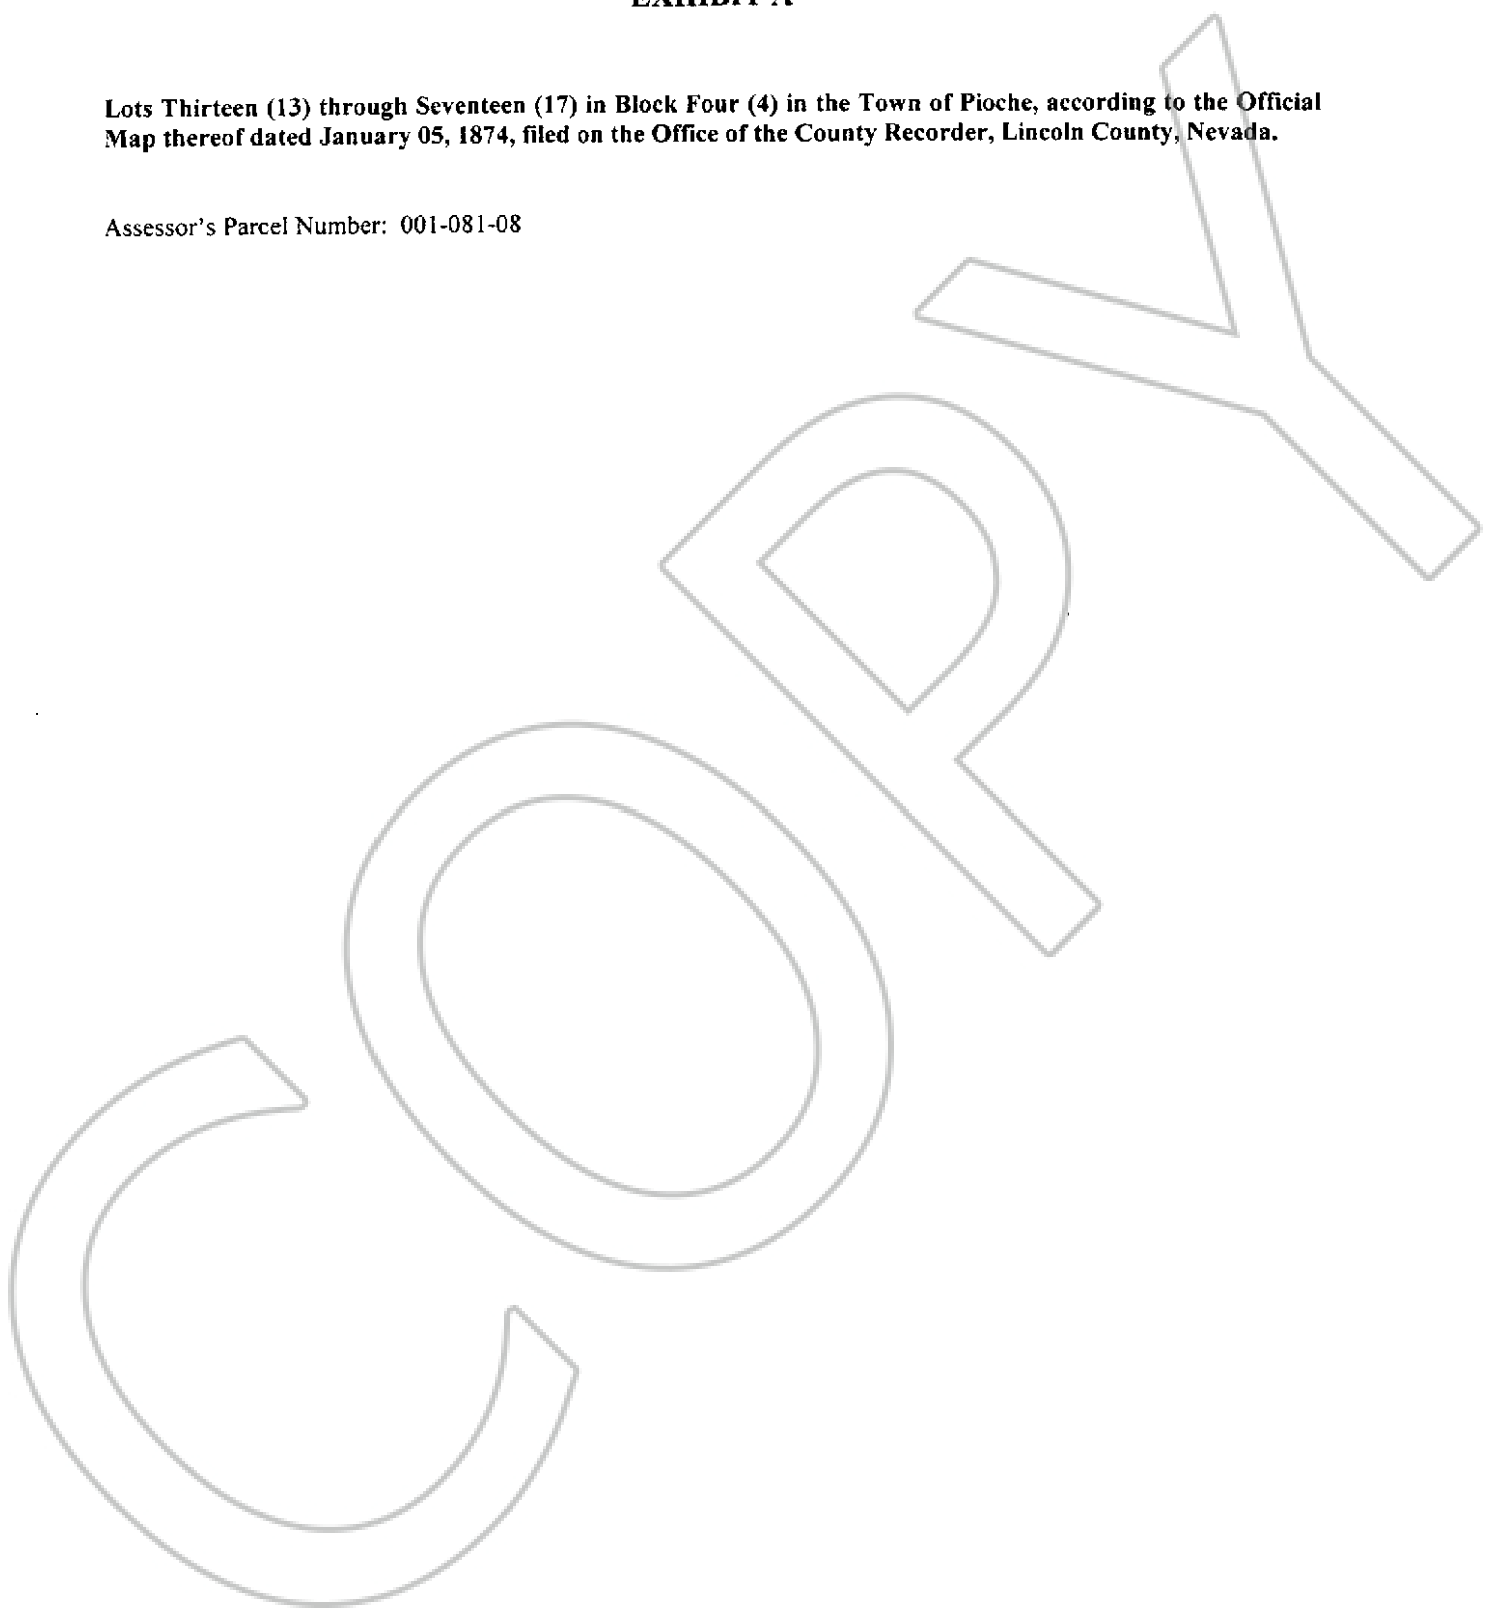 EXHIBIT A
Lots Thirteen (13) through Seventeen (17) in Block Four (4) in the Town of Pioche, according to the Official
Map thereof dated January 05, 1874, filed on the Office of the County Recorder, Lincoln County, Nevada.
Assessor's Parcel Number: 001-081-08
COPY